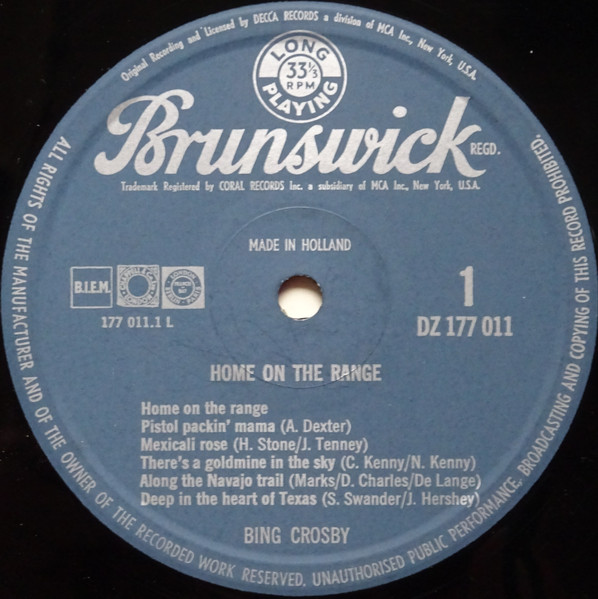 Original Recording and Licensed by DECCA RECORDS a division of MCA Inc., New York, U.S.A.
LONG
33 1/3
RPM
PLAYING
Brunswick REGD.
Trademark Registered by CORAL RECORDS Inc. a subsidiary of MCA Inc., New York, U.S.A.
MADE IN HOLLAND
B.I.E.M.
177 011.1 L
1
DZ 177 011
HOME ON THE RANGE
Home on the range
Pistol packin' mama (A. Dexter)
Mexicali rose (H. Stone/J. Tenney)
There's a goldmine in the sky (C. Kenny/N. Kenny)
Along the Navajo trail (Marks/D. Charles/De Lange)
Deep in the heart of Texas (S. Swander/J. Hershey)
BING CROSBY
ALL RIGHTS OF THE MANUFACTURER AND OF THE OWNER OF THE RECORDED WORK RESERVED, UNAUTHORISED PUBLIC PERFORMANCE, BROADCASTING AND COPYING OF THIS RECORD PROHIBITED.